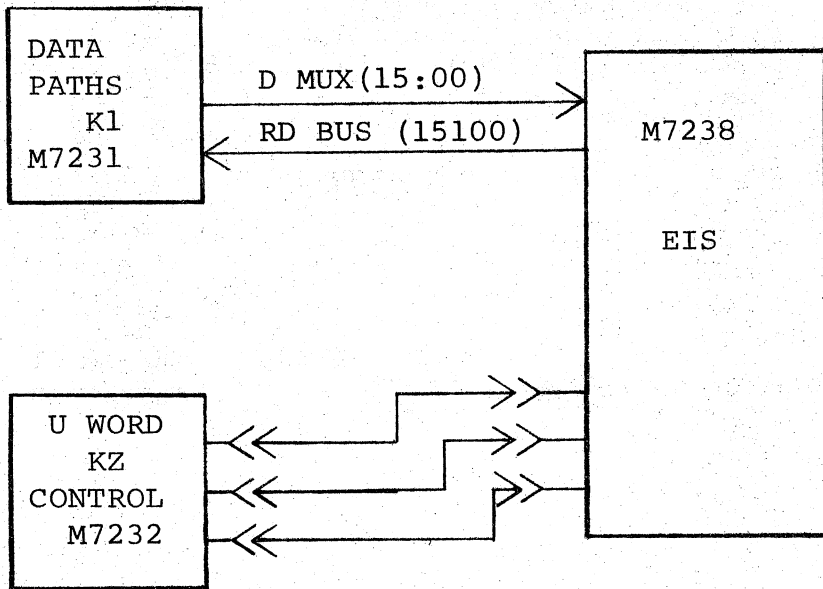 DATA
PATHS
K1
M7231
D MUX(15:00)
RD BUS (15100)
M7238
EIS
U WORD
KZ
CONTROL
M7232